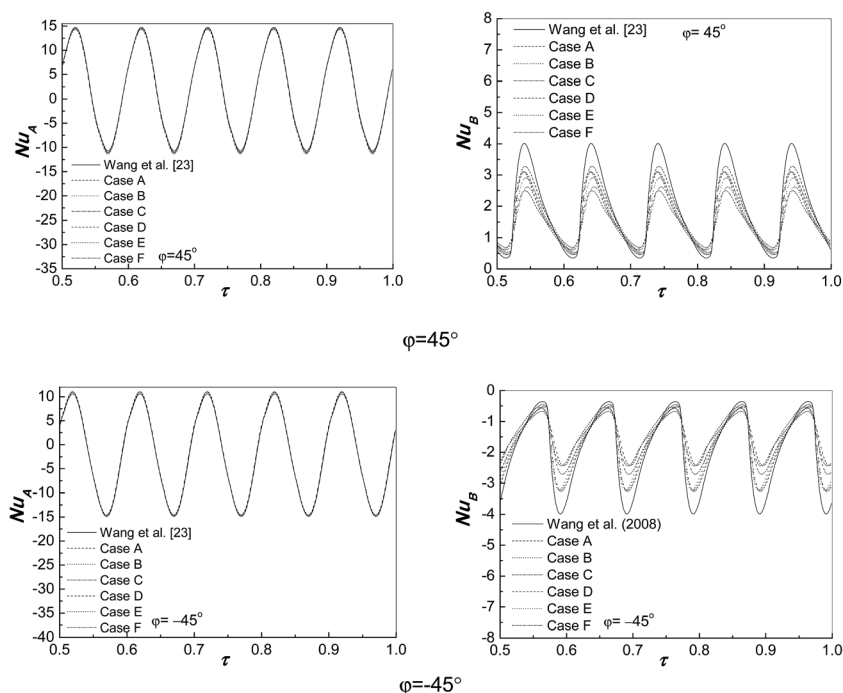 15
10
5
0
-5
-10
-15
-20
-25
-30
-35
Nu_A
Wang et al. [23]
Case A
Case B
Case C
Case D
Case E
Case F
φ=45°
0.5 0.6 0.7 0.8 0.9 1.0
τ
8
7
6
5
4
3
2
1
0
Nu_B
Wang et al. [23]
Case A
Case B
Case C
Case D
Case E
Case F
φ= 45°
0.5 0.6 0.7 0.8 0.9 1.0
τ
φ=45°
10
5
0
-5
-10
-15
-20
-25
-30
-35
-40
Nu_A
Wang et al. [23]
Case A
Case B
Case C
Case D
Case E
Case F
φ= –45°
0.5 0.6 0.7 0.8 0.9 1.0
τ
0
-1
-2
-3
-4
-5
-6
-7
-8
Nu_B
Wang et al. (2008)
Case A
Case B
Case C
Case D
Case E
Case F
φ= –45°
0.5 0.6 0.7 0.8 0.9 1.0
τ
φ=-45°